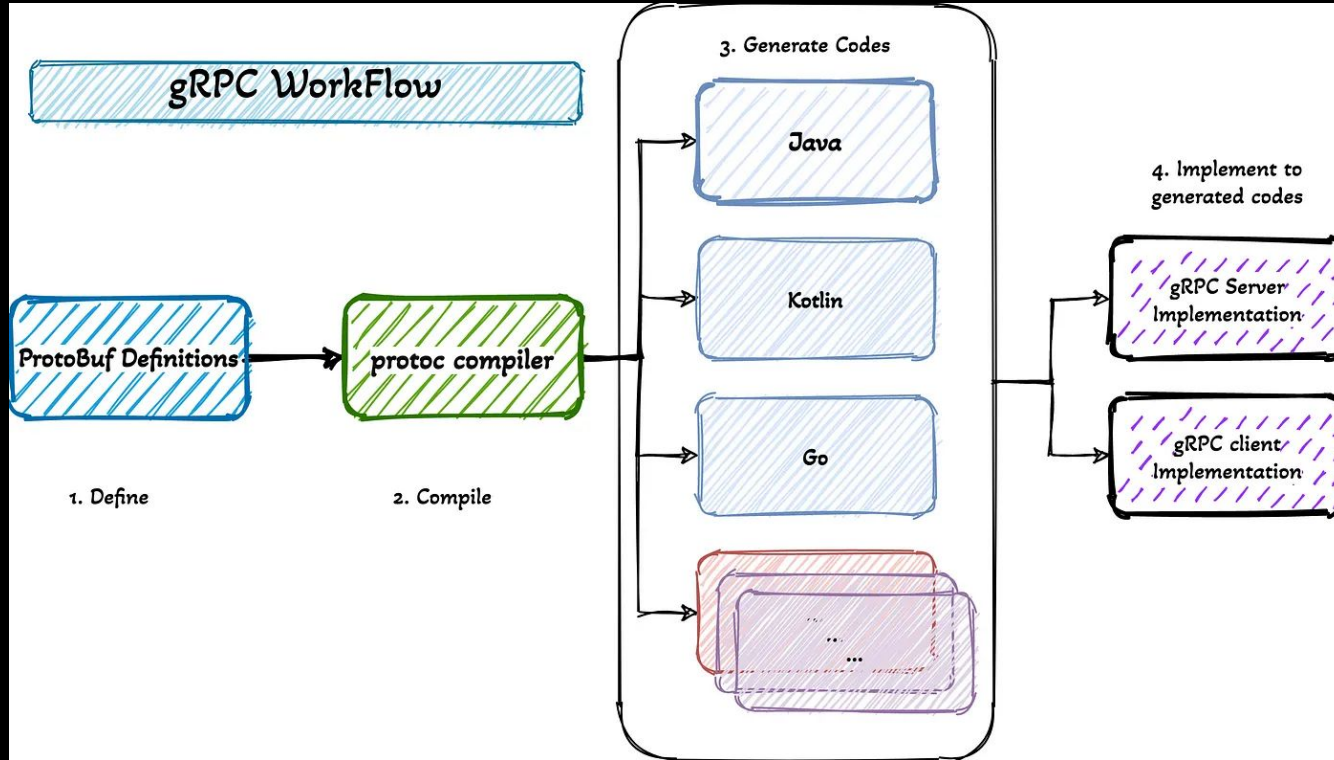 gRPC WorkFlow
3. Generate Codes
Java
4. Implement to
generated codes
Kotlin
gRPC Server
Implementation
ProtoBuf Definitions
protoc compiler
Go
gRPC client
Implementation
1. Define
2. Compile
...
...
...